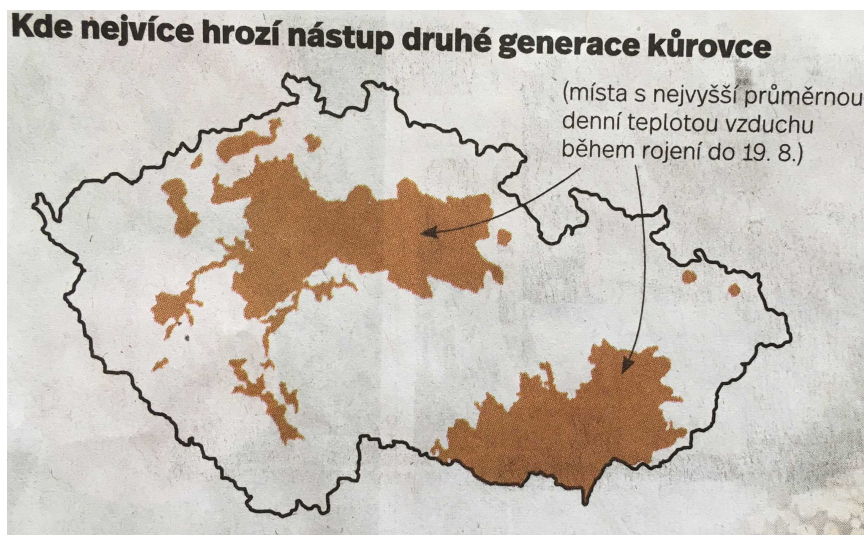 Kde nejvíce hrozí nástup druhé generace kůrovce
(místa s nejvyšší průměrnou
denní teplotou vzduchu
během rojení do 19. 8.)